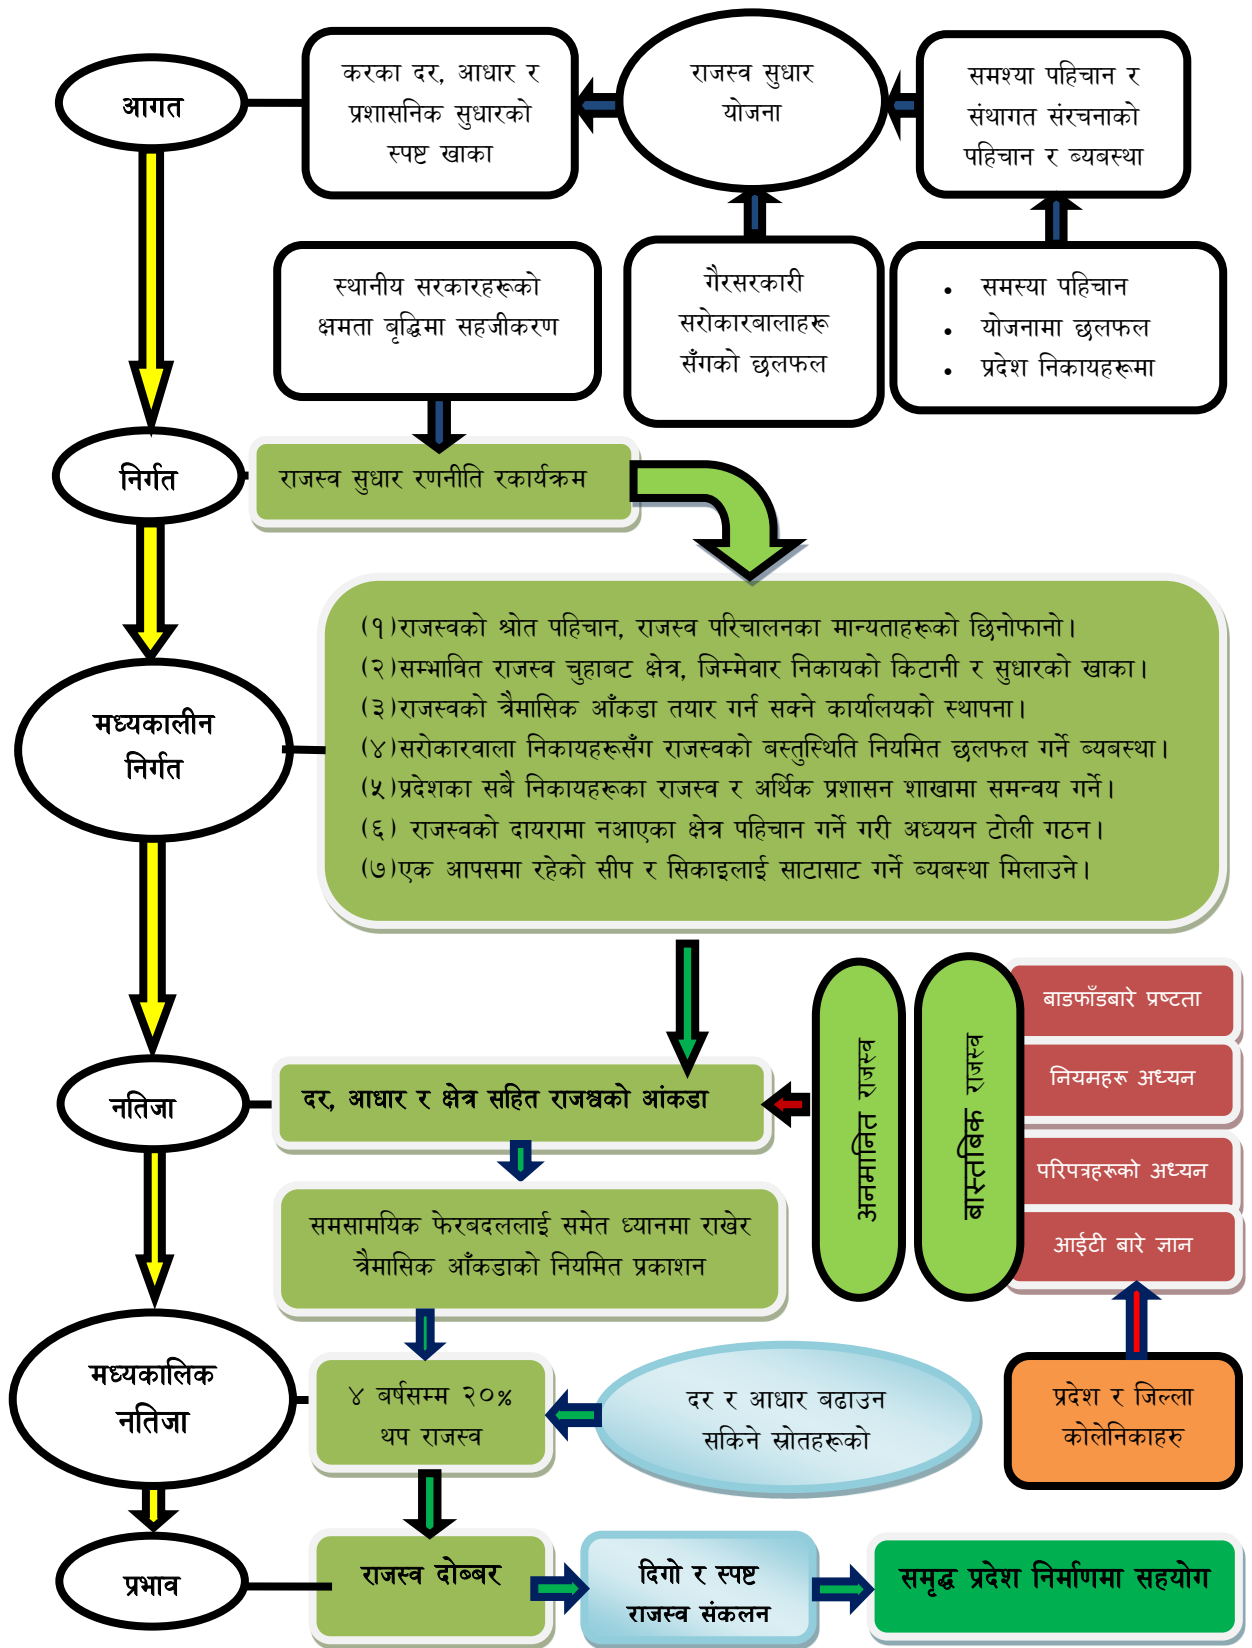 आगत
करका दर, आधार र
प्रशासनिक सुधारको
स्पष्ट खाका
राजस्व सुधार
योजना
समश्या पहिचान र
संथागत संरचनाको
पहिचान र ब्यबस्था
स्थानीय सरकारहरूको
क्षमता बृद्धिमा सहजीकरण
गैरसरकारी
सरोकारबालाहरू
सँगको छलफल
• समस्या पहिचान
• योजनामा छलफल
• प्रदेश निकायहरूमा
निर्गत
राजस्व सुधार रणनीति रकार्यक्रम
मध्यकालीन
निर्गत
(१)राजस्वको श्रोत पहिचान, राजस्व परिचालनका मान्यताहरूको छिनोफानो।
(२)सम्भावित राजस्व चुहाबट क्षेत्र, जिम्मेवार निकायको किटानी र सुधारको खाका।
(३)राजस्वको त्रैमासिक आँकडा तयार गर्न सक्ने कार्यालयको स्थापना।
(४)सरोकारवाला निकायहरूसँग राजस्वको बस्तुस्थिति नियमित छलफल गर्ने ब्यबस्था।
(५)प्रदेशका सबै निकायहरूका राजस्व र अर्थिक प्रशासन शाखामा समन्वय गर्ने।
(६) राजस्वको दायरामा नआएका क्षेत्र पहिचान गर्ने गरी अध्ययन टोली गठन।
(७)एक आपसमा रहेको सीप र सिकाइलाई साटासाट गर्ने ब्यबस्था मिलाउने।
नतिजा
दर, आधार र क्षेत्र सहित राजश्वको आंकडा
अनमानित राजस्व
बास्तबिक राजस्व
बाडफाँडबारे प्रष्टता
नियमहरू अध्यन
परिपत्रहरूको अध्यन
आईटी बारे ज्ञान
समसामयिक फेरबदललाई समेत ध्यानमा राखेर
त्रैमासिक आँकडाको नियमित प्रकाशन
मध्यकालिक
नतिजा
४ बर्षसम्म २०%
थप राजस्व
दर र आधार बढाउन
सकिने स्रोतहरूको
प्रदेश र जिल्ला
कोलेनिकाहरु
प्रभाव
राजस्व दोब्बर
दिगो र स्पष्ट
राजस्व संकलन
समृद्ध प्रदेश निर्माणमा सहयोग